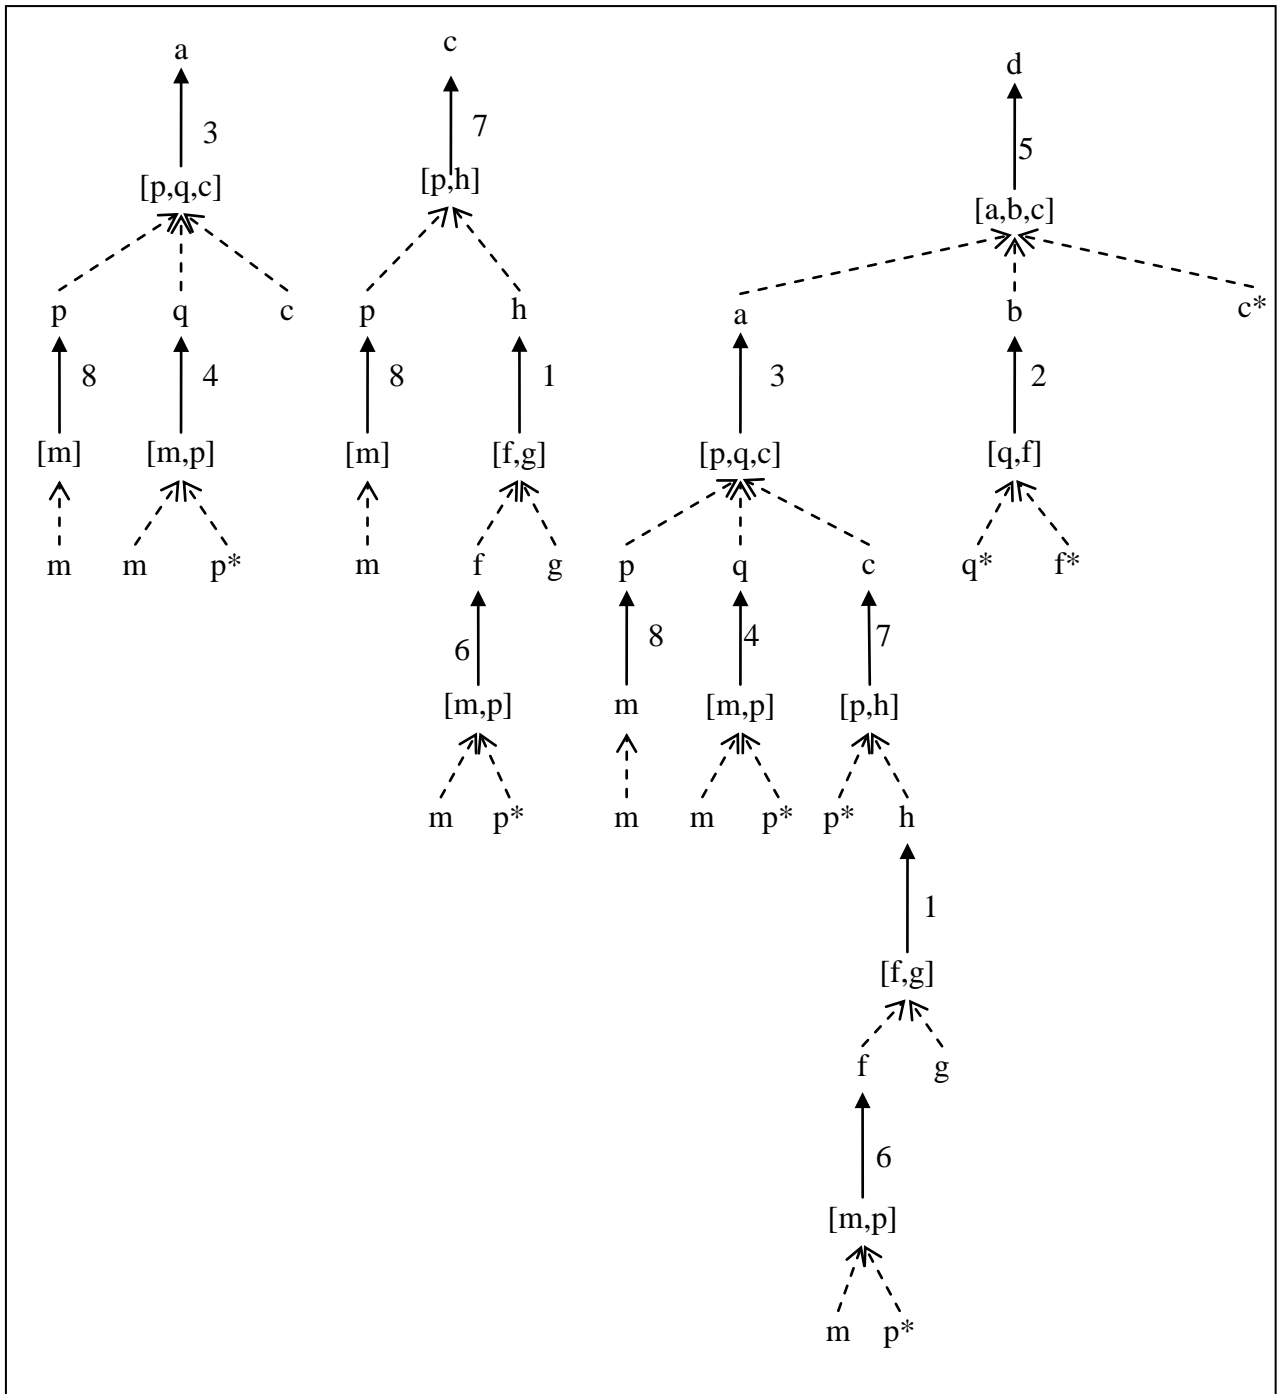 a c d
3 7 5
[p,q,c] [p,h] [a,b,c]
p q c p h a b c*
8 4 8 1 3 2
[m] [m,p] [m] [f,g] [p,q,c] [q,f]
m m p* m f g p q c q* f*
6 8 4 7
[m,p] m [m,p] [p,h]
m p* m m p* p* h
1
[f,g]
f g
6
[m,p]
m p*